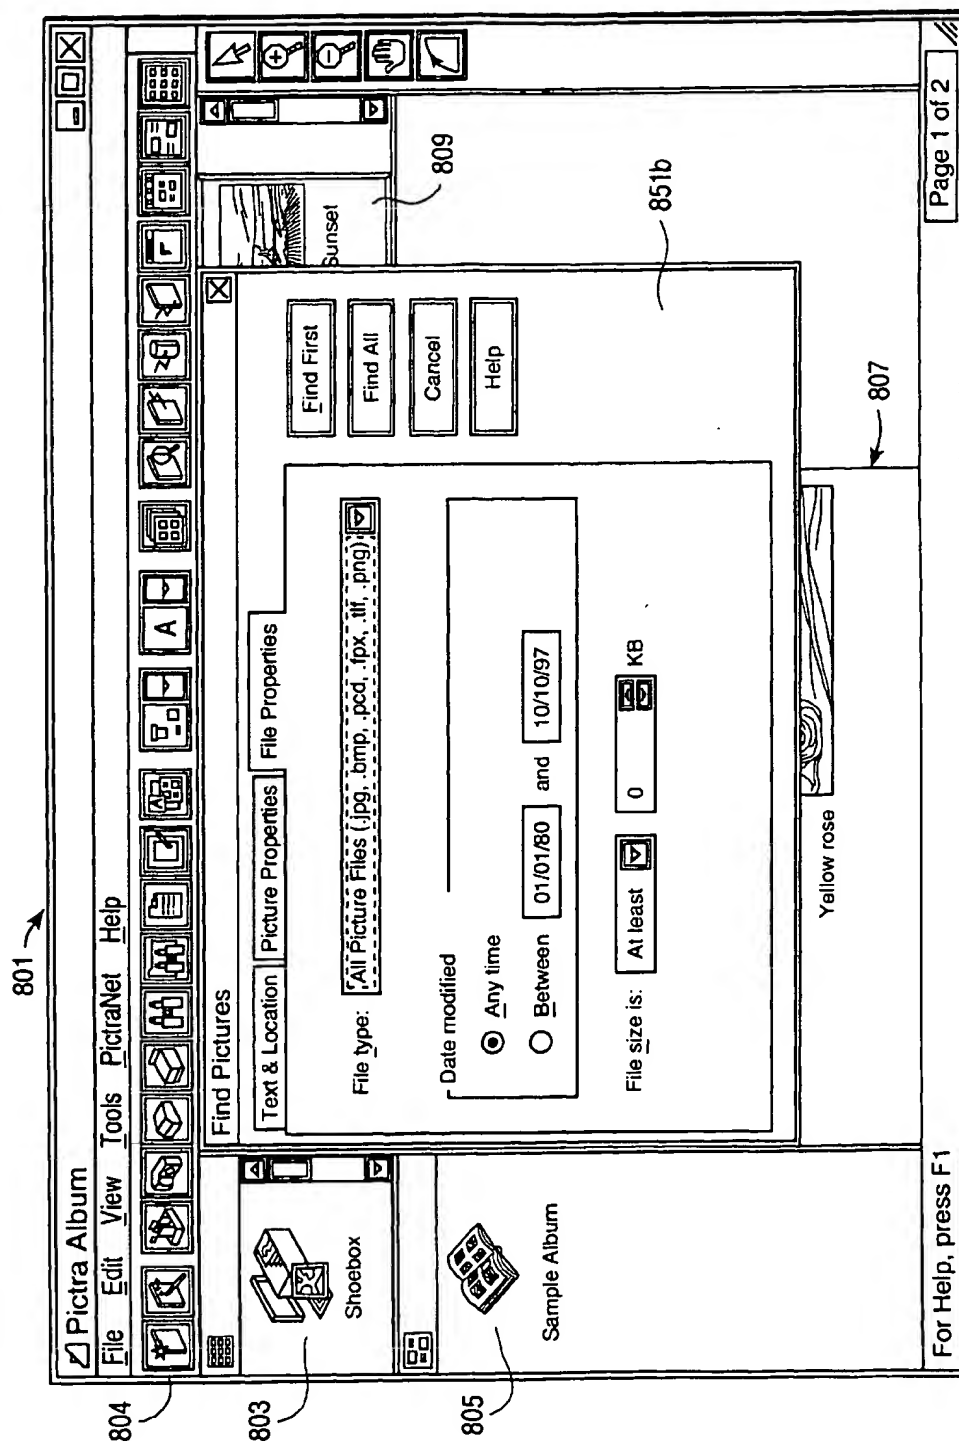 801
Pictra Album
File Edit View Tools PictraNet Help
804
Find Pictures
Text & Location Picture Properties File Properties
File type: All Picture Files (.jpg, .bmp, .pcd, .fpx, .tif, .png)
Date modified
Any time
Between 01/01/80 and 10/10/97
File size is: At least 0 KB
Find First
Find All
Cancel
Help
A
A
803
Shoebox
805
Sample Album
Sunset
809
851b
807
Yellow rose
For Help, press F1
Page 1 of 2